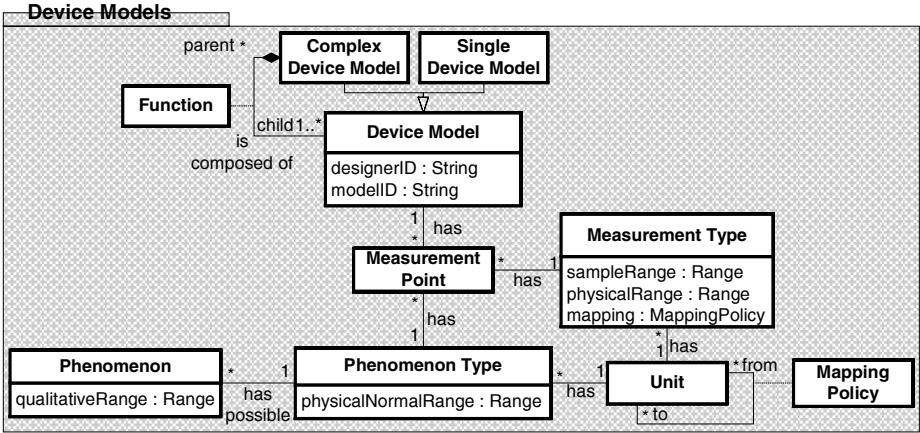 Device Models
parent *
Complex
Device Model
Single
Device Model
Function
child 1..*
is
composed of
Device Model
designerID : String
modelID : String
1
has
*
Measurement
Point
* 1
has
Measurement Type
sampleRange : Range
physicalRange : Range
mapping : MappingPolicy
*
has
1
*
has
1
Phenomenon
qualitativeRange : Range
* 1
has
possible
Phenomenon Type
physicalNormalRange : Range
* 1
has
Unit
* from
* to
Mapping
Policy